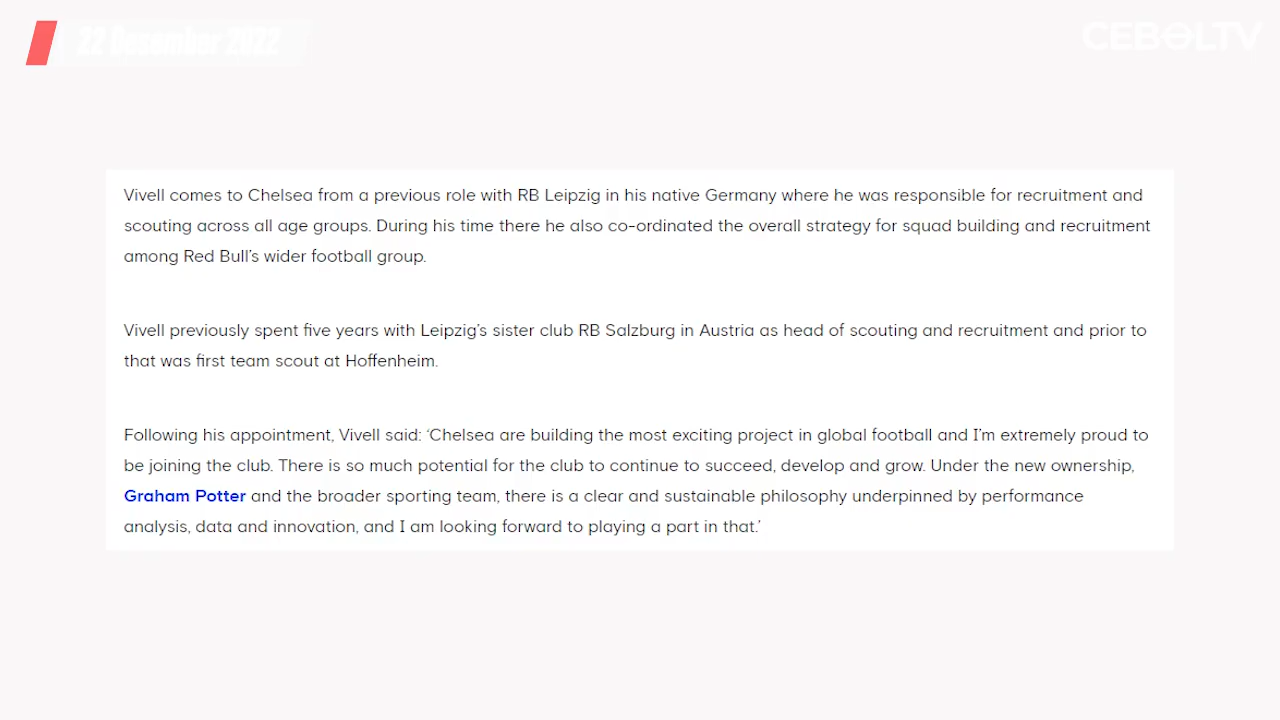 22 Desember 2022
CEBOLTV
Vivell comes to Chelsea from a previous role with RB Leipzig in his native Germany where he was responsible for recruitment and
scouting across all age groups. During his time there he also co-ordinated the overall strategy for squad building and recruitment
among Red Bull’s wider football group.
Vivell previously spent five years with Leipzig’s sister club RB Salzburg in Austria as head of scouting and recruitment and prior to
that was first team scout at Hoffenheim.
Following his appointment, Vivell said: ‘Chelsea are building the most exciting project in global football and I’m extremely proud to
be joining the club. There is so much potential for the club to continue to succeed, develop and grow. Under the new ownership,
Graham Potter and the broader sporting team, there is a clear and sustainable philosophy underpinned by performance
analysis, data and innovation, and I am looking forward to playing a part in that.’